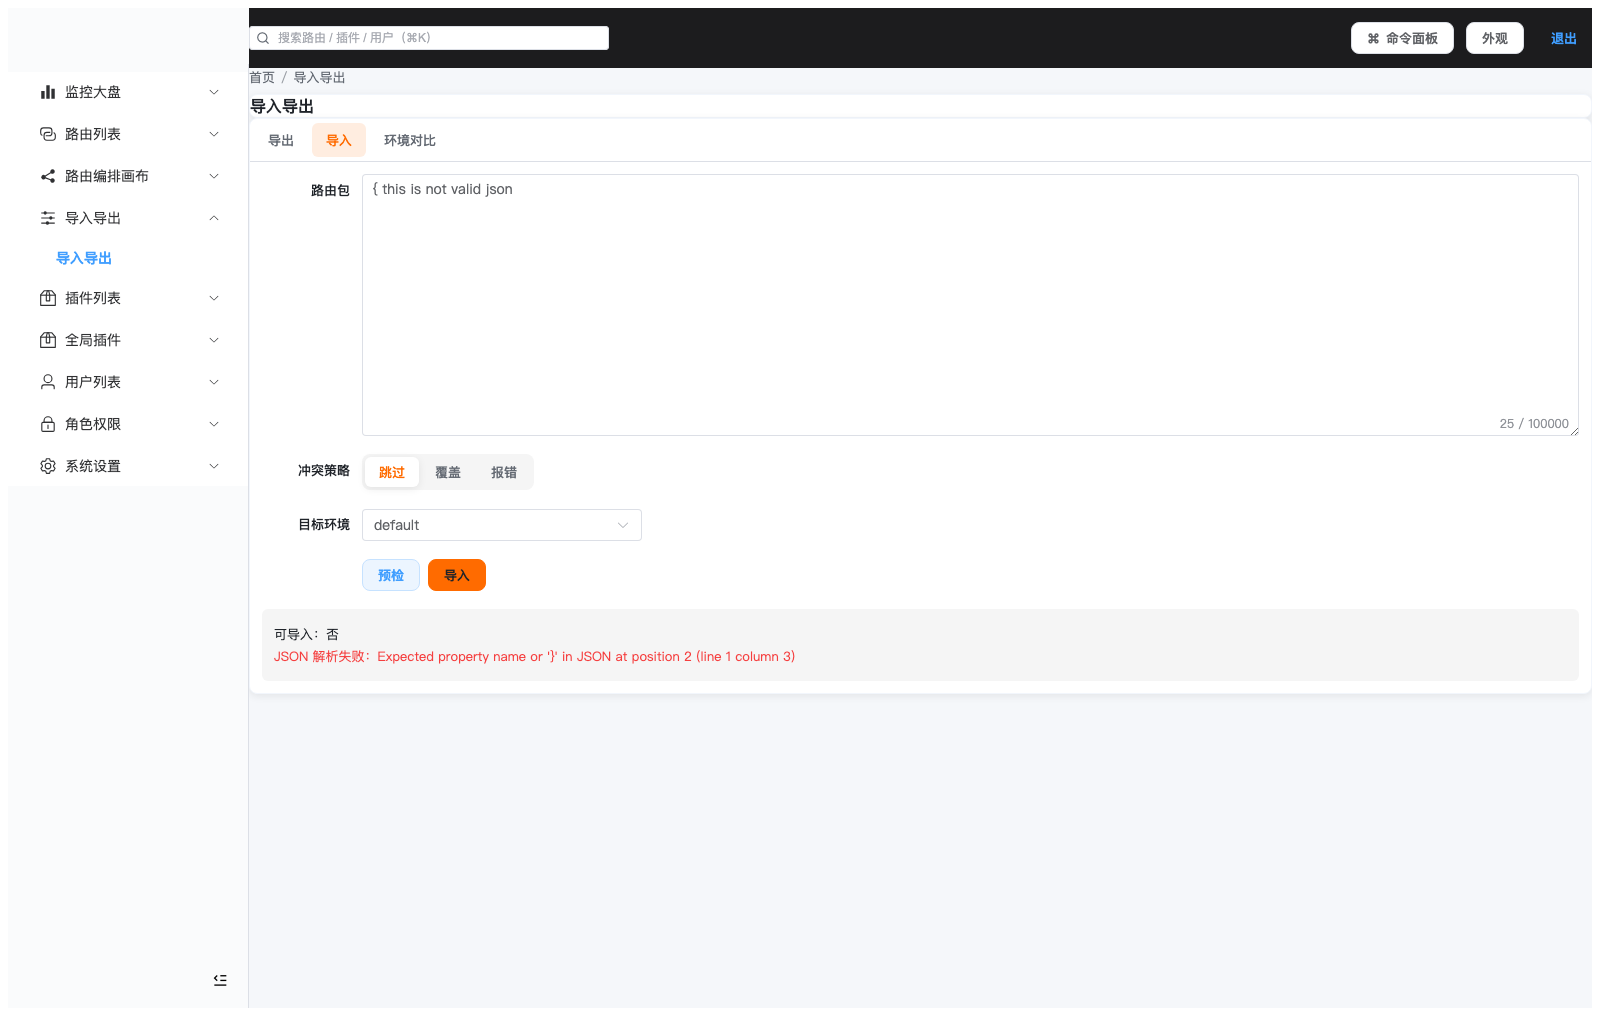 搜索路由 / 插件 / 用户（⌘K）
⌘ 命令面板
外观
退出
监控大盘
路由列表
路由编排画布
导入导出
导入导出
插件列表
全局插件
用户列表
角色权限
系统设置
首页 / 导入导出
导入导出
导出
导入
环境对比
路由包
{ this is not valid json
25 / 100000
冲突策略
跳过
覆盖
报错
目标环境
default
预检
导入
可导入：否
JSON 解析失败：Expected property name or '}' in JSON at position 2 (line 1 column 3)